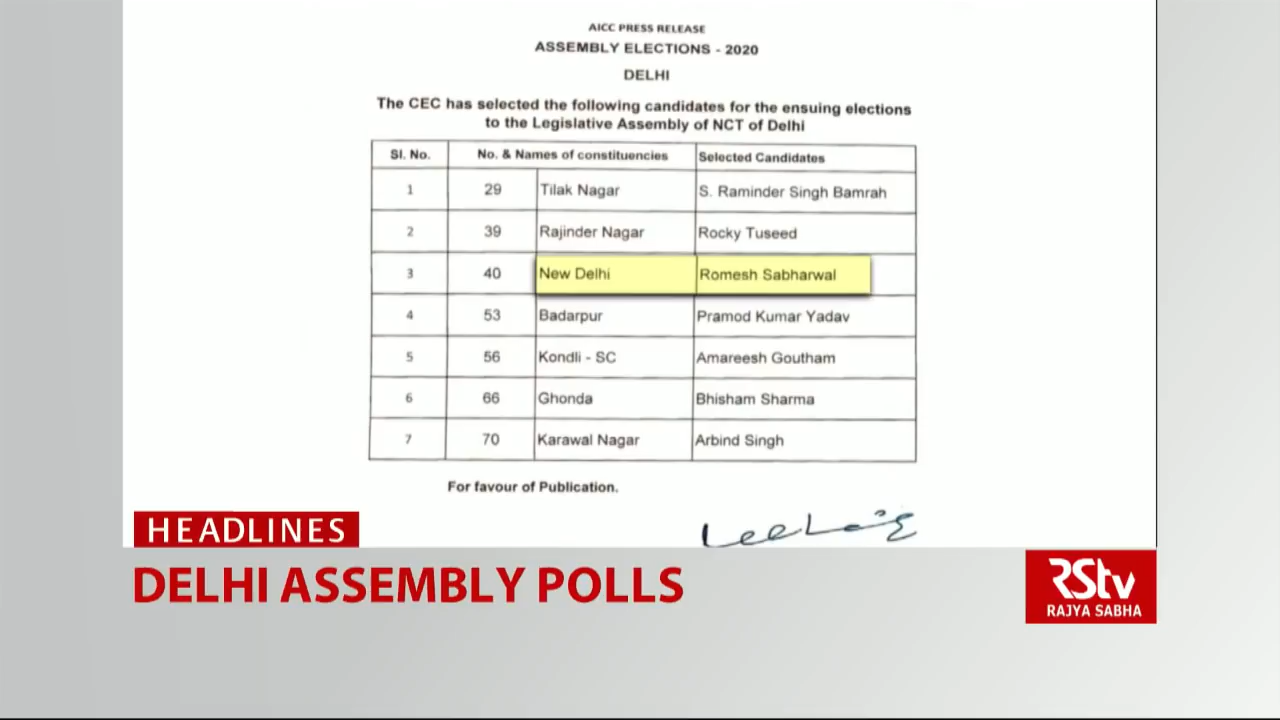 AICC PRESS RELEASE
ASSEMBLY ELECTIONS - 2020
DELHI
The CEC has selected the following candidates for the ensuing elections
to the Legislative Assembly of NCT of Delhi
Sl. No. No. & Names of constituencies Selected Candidates
1 29 Tilak Nagar S. Raminder Singh Bamrah
2 39 Rajinder Nagar Rocky Tuseed
3 40 New Delhi Romesh Sabharwal
4 53 Badarpur Pramod Kumar Yadav
5 56 Kondli - SC Amareesh Goutham
6 66 Ghonda Bhisham Sharma
7 70 Karawal Nagar Arbind Singh
For favour of Publication.
HEADLINES
DELHI ASSEMBLY POLLS
RSTV
RAJYA SABHA